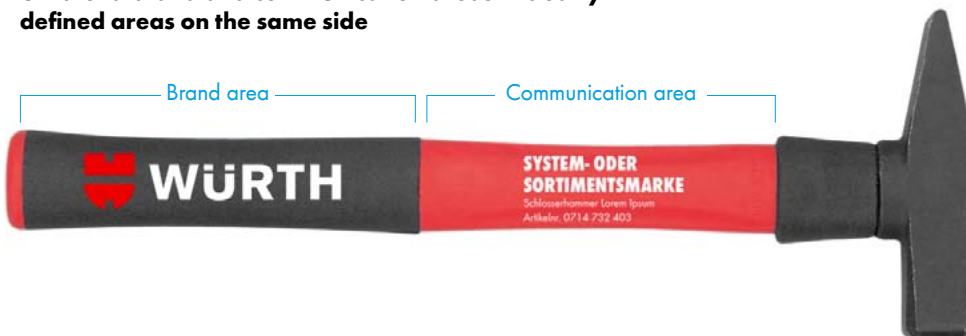 defined areas on the same side
Brand area
Communication area
WÜRTH
SYSTEM- ODER
SORTIMENTSMARKE
Schlosserhammer Lorem Ipsum
Artikelnr. 0714 732 403